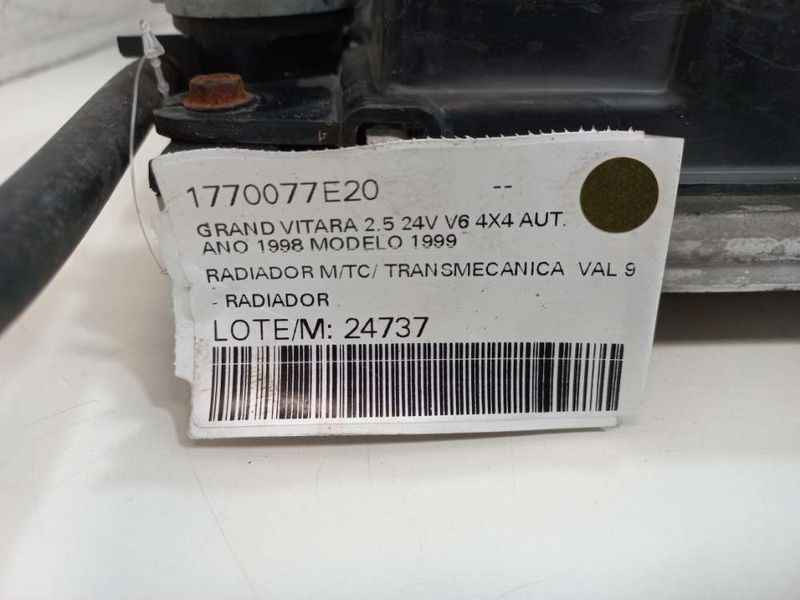 1770077E20 --
GRAND VITARA 2.5 24V V6 4X4 AUT.
ANO 1998 MODELO 1999
RADIADOR M/TC/ TRANSMECANICA VAL 9
- RADIADOR
LOTE/M: 24737